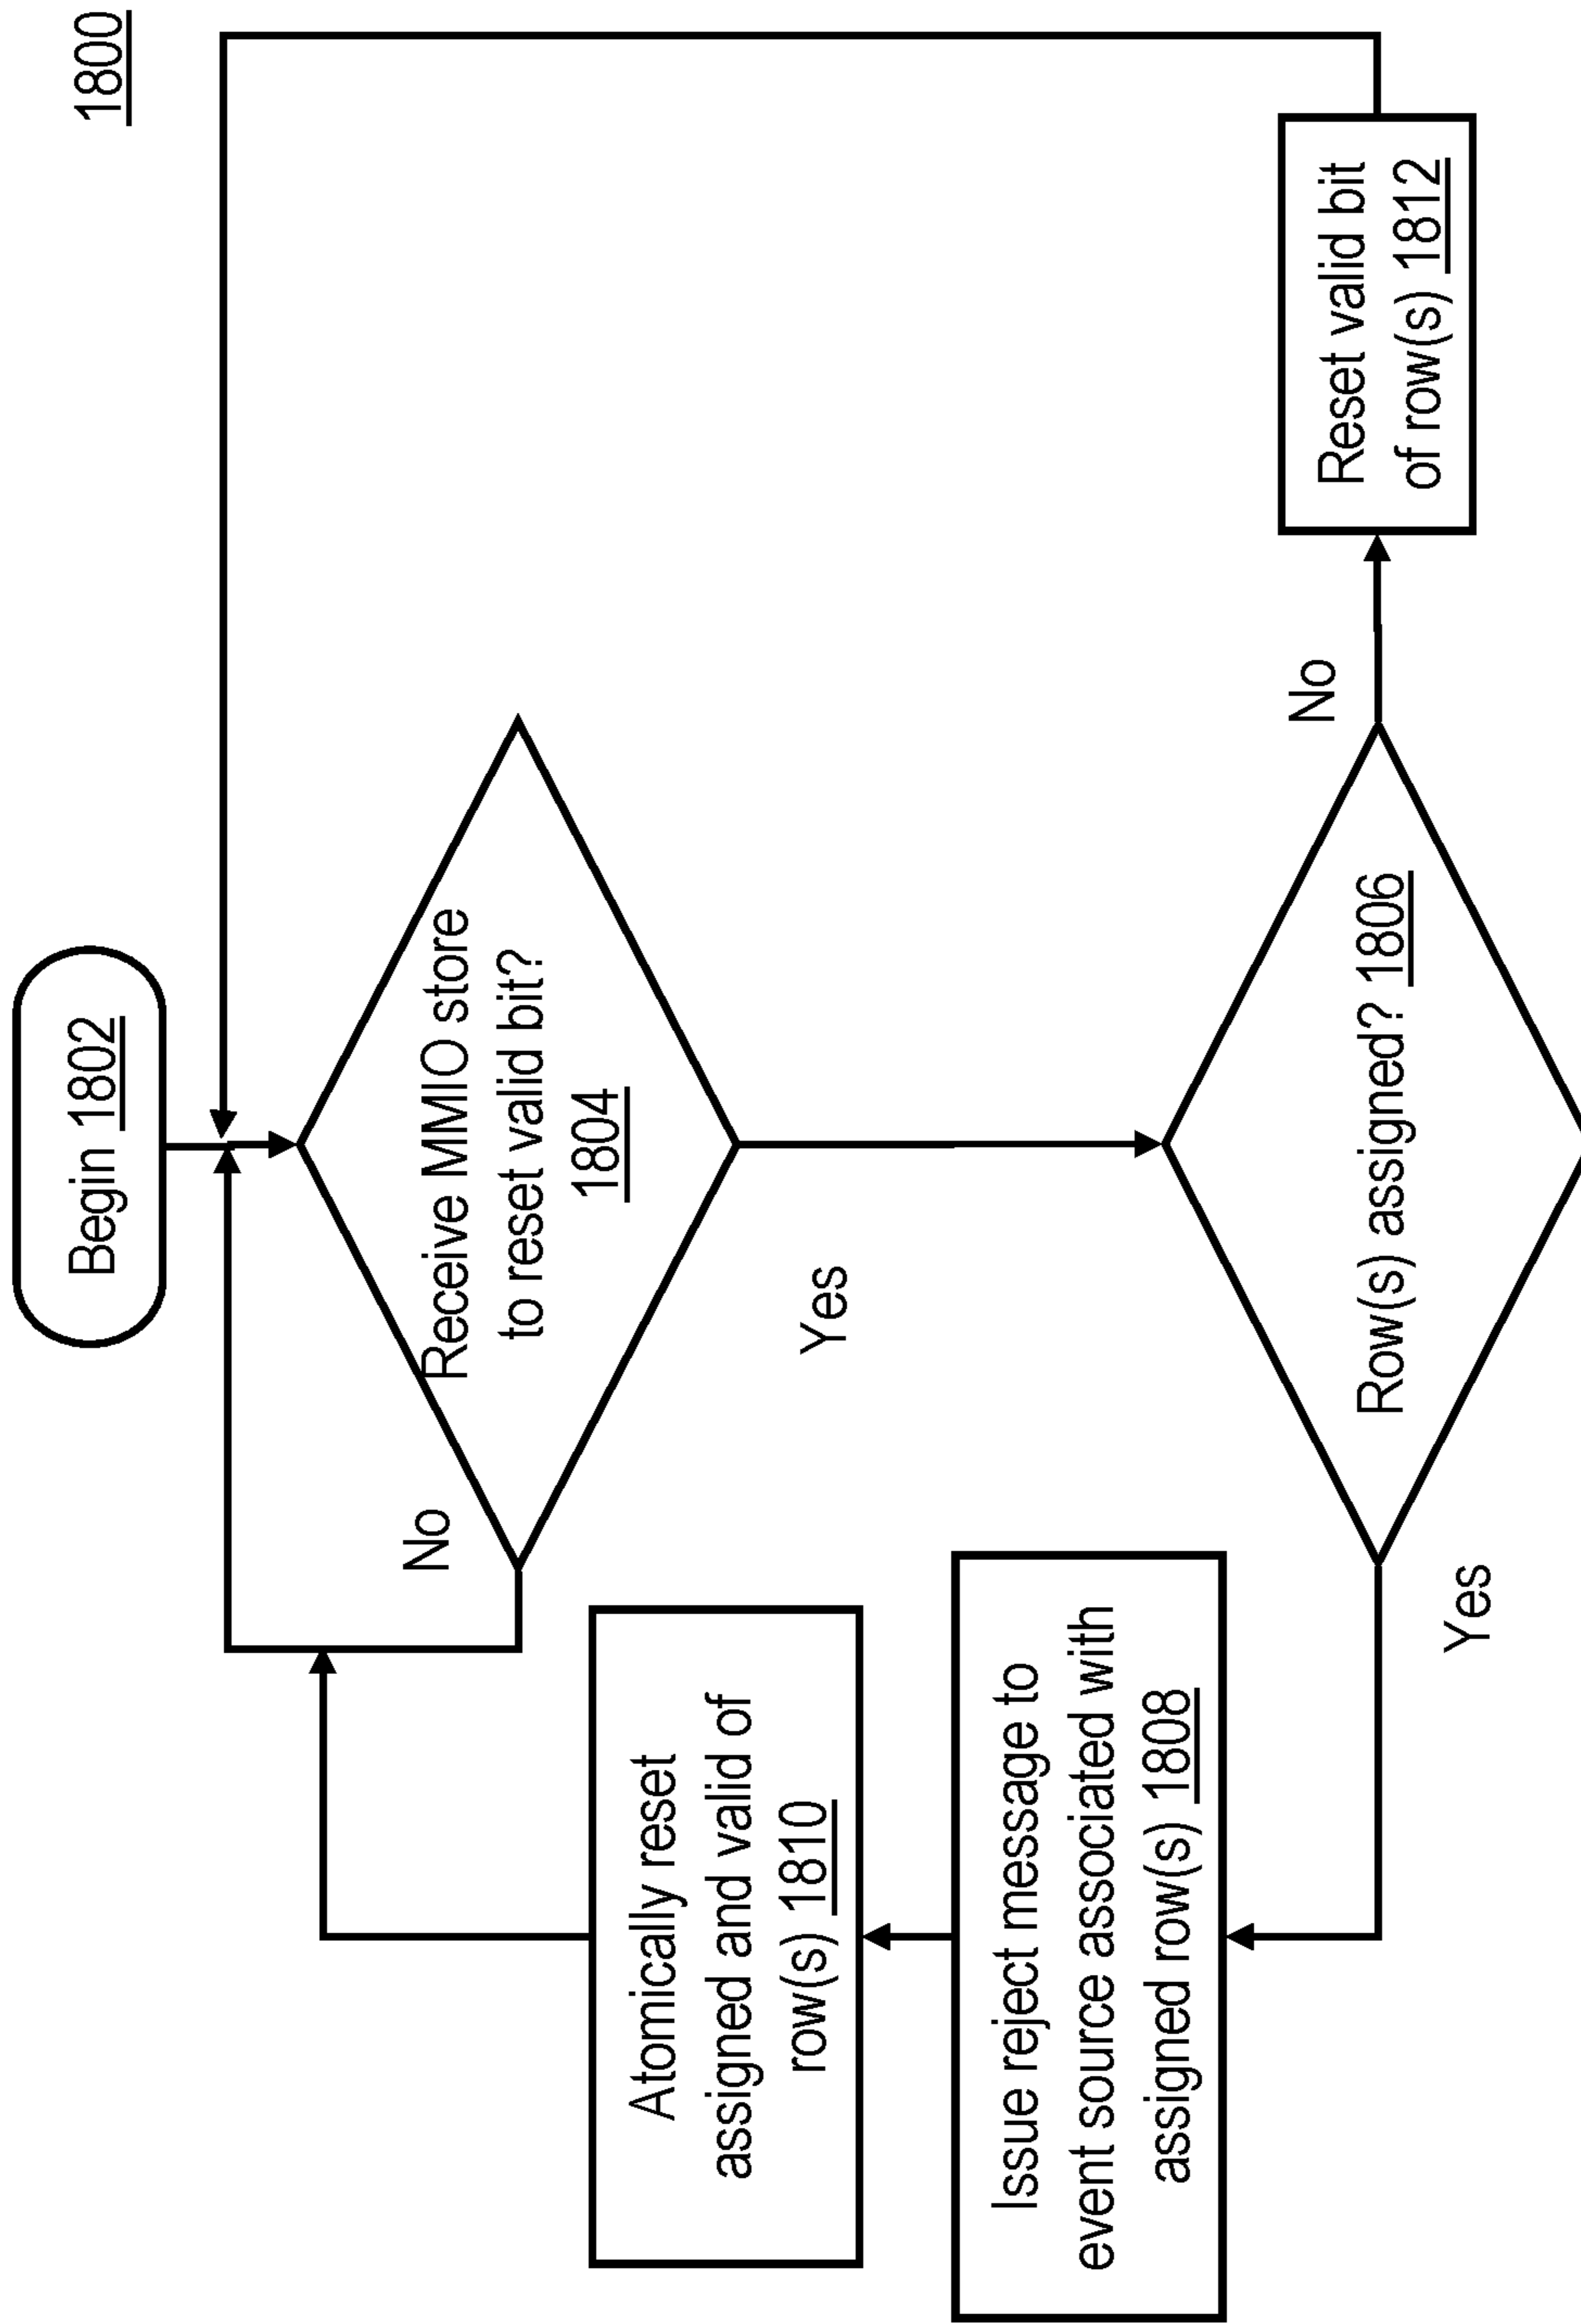 1800
Begin 1802
Receive MMIO store
to reset valid bit?
1804
No
Yes
Atomically reset
assigned and valid of
row(s) 1810
Issue reject message to
event source associated with
assigned row(s) 1808
Row(s) assigned? 1806
Yes
No
Reset valid bit
of row(s) 1812